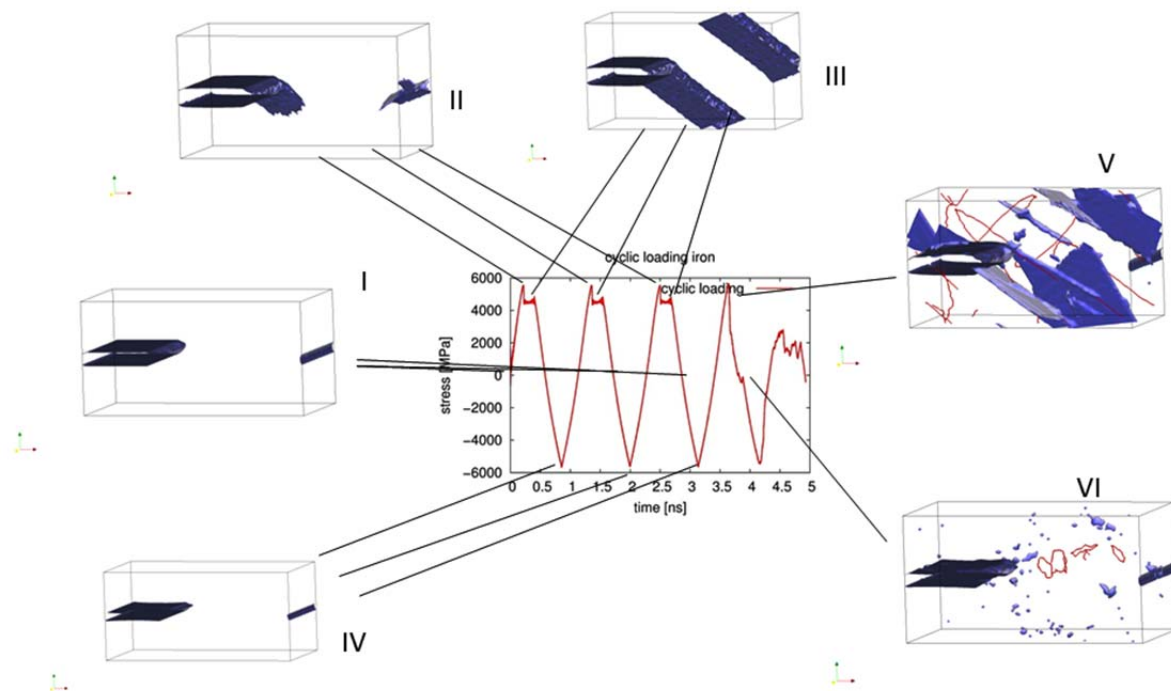 II
III
V
I
cyclic loading iron
cyclic loading
6000
4000
2000
0
−2000
−4000
−6000
stress [MPa]
0 0.5 1 1.5 2 2.5 3 3.5 4 4.5 5
time [ns]
VI
IV